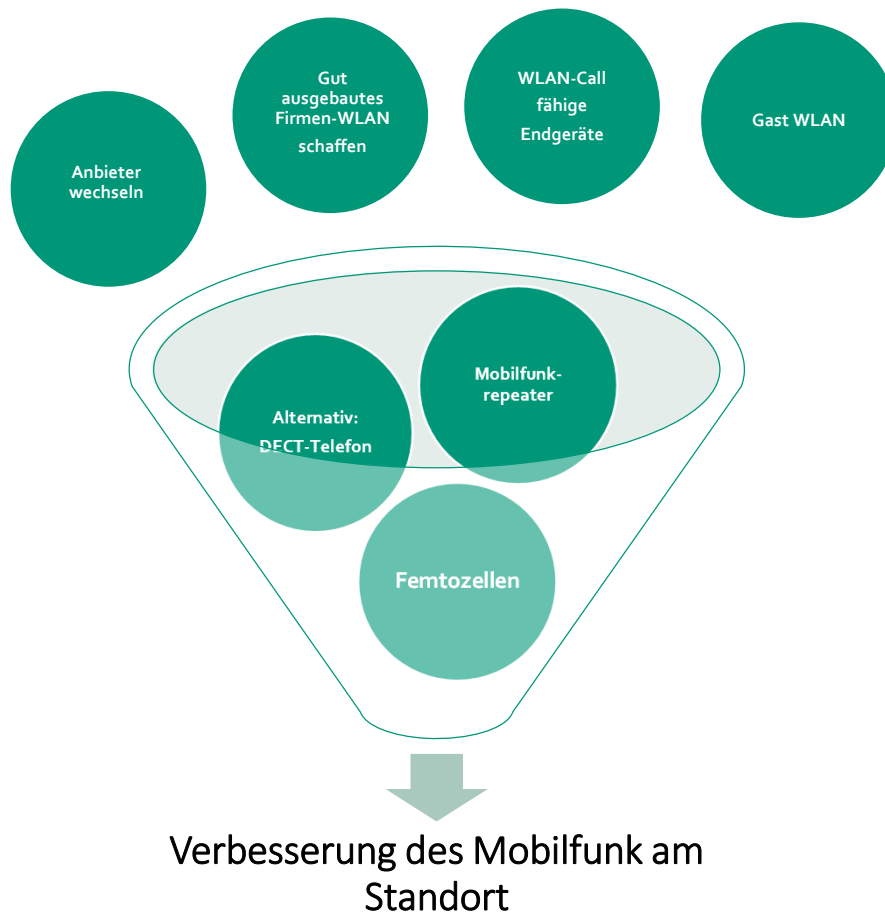 Anbieter
wechseln
Gut
ausgebautes
Firmen-WLAN
schaffen
WLAN-Call
fähige
Endgeräte
Gast WLAN
Alternativ:
DECT-Telefon
Mobilfunk-
repeater
Femtozellen
Verbesserung des Mobilfunk am
Standort